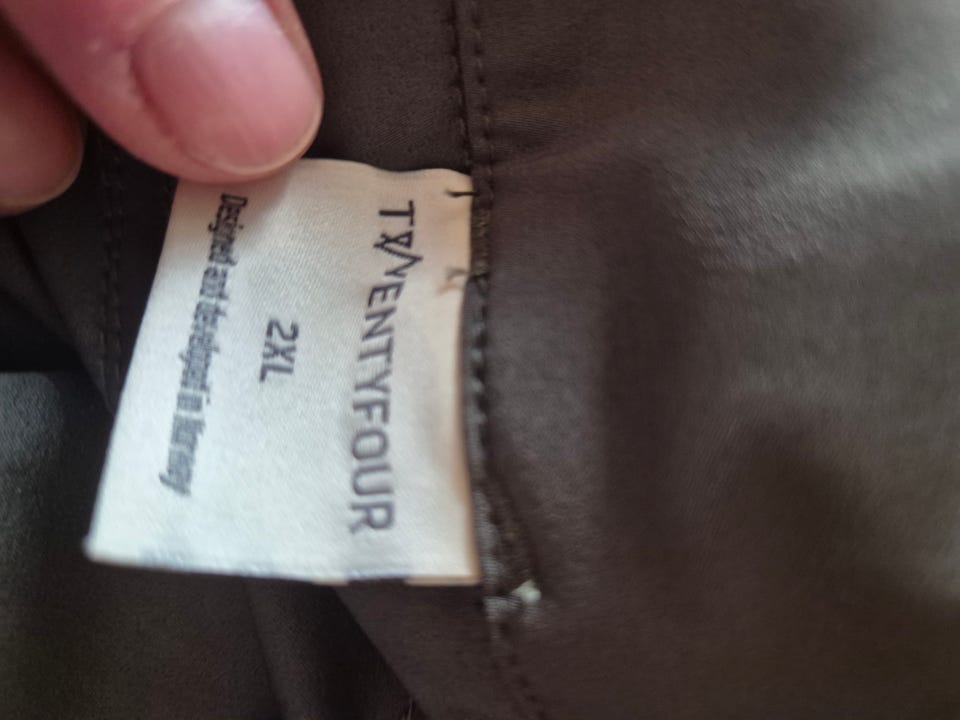 TWENTYFOUR
2XL
Designed and developed in Norway